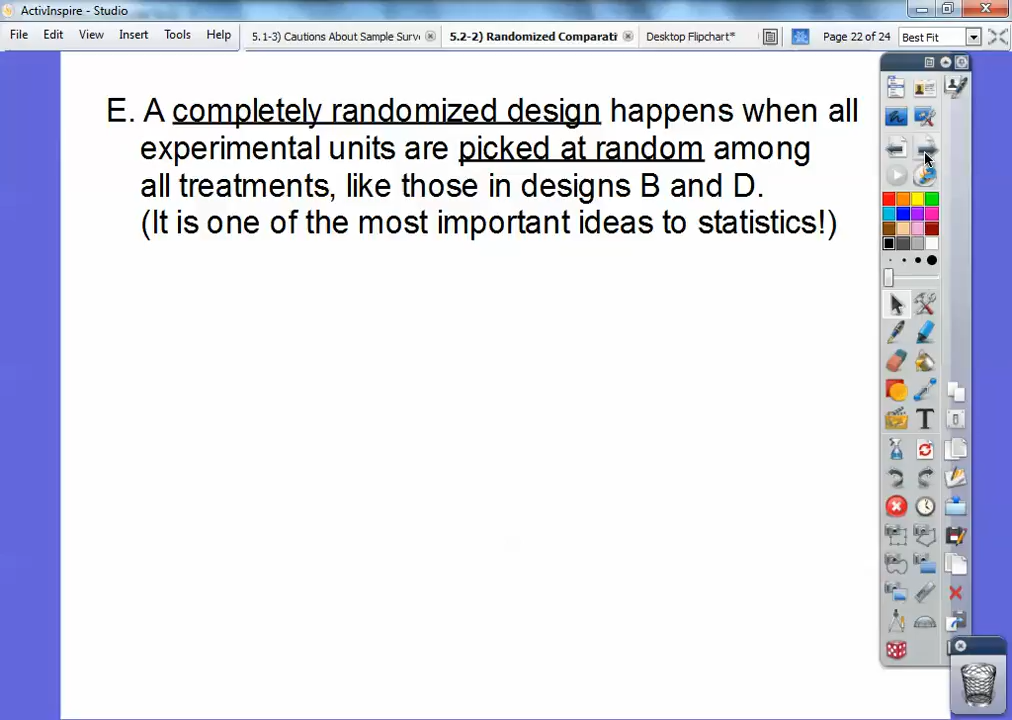 ActivInspire - Studio
File Edit View Insert Tools Help
5.1-3) Cautions About Sample Surv
5.2-2) Randomized Comparati
Desktop Flipchart*
Page 22 of 24
Best Fit
E. A completely randomized design happens when all
experimental units are picked at random among
all treatments, like those in designs B and D.
(It is one of the most important ideas to statistics!)
T